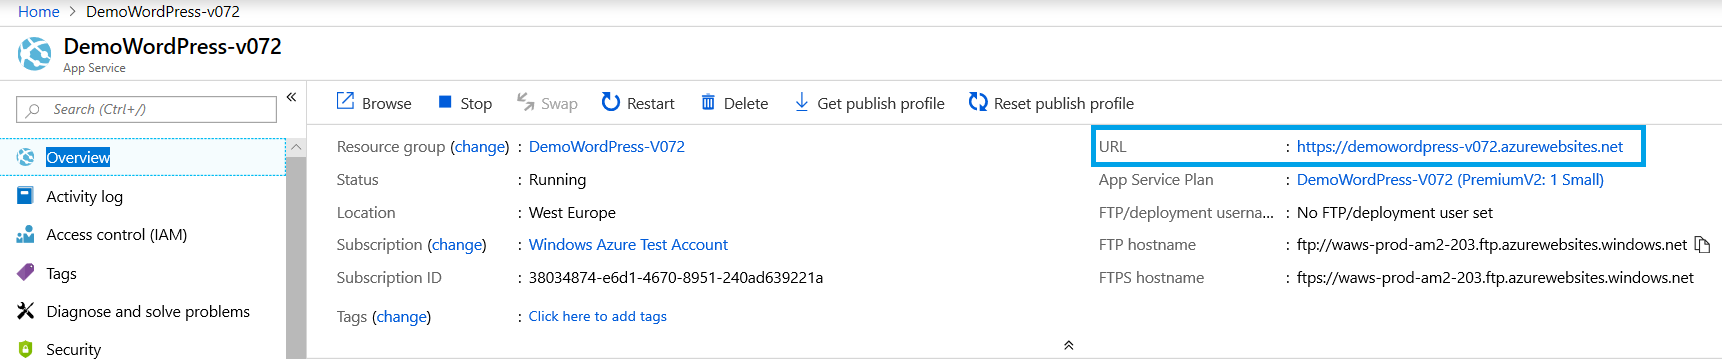 Home > DemoWordPress-v072
DemoWordPress-v072
App Service
Search (Ctrl+/)
«
Overview
Activity log
Access control (IAM)
Tags
Diagnose and solve problems
Security
Browse Stop Swap Restart Delete Get publish profile Reset publish profile
Resource group (change) : DemoWordPress-V072
Status : Running
Location : West Europe
Subscription (change) : Windows Azure Test Account
Subscription ID : 38034874-e6d1-4670-8951-240ad639221a
Tags (change) : Click here to add tags
URL : https://demowordpress-v072.azurewebsites.net
App Service Plan : DemoWordPress-V072 (PremiumV2: 1 Small)
FTP/deployment userna... : No FTP/deployment user set
FTP hostname : ftp://waws-prod-am2-203.ftp.azurewebsites.windows.net
FTPS hostname : ftps://waws-prod-am2-203.ftp.azurewebsites.windows.net